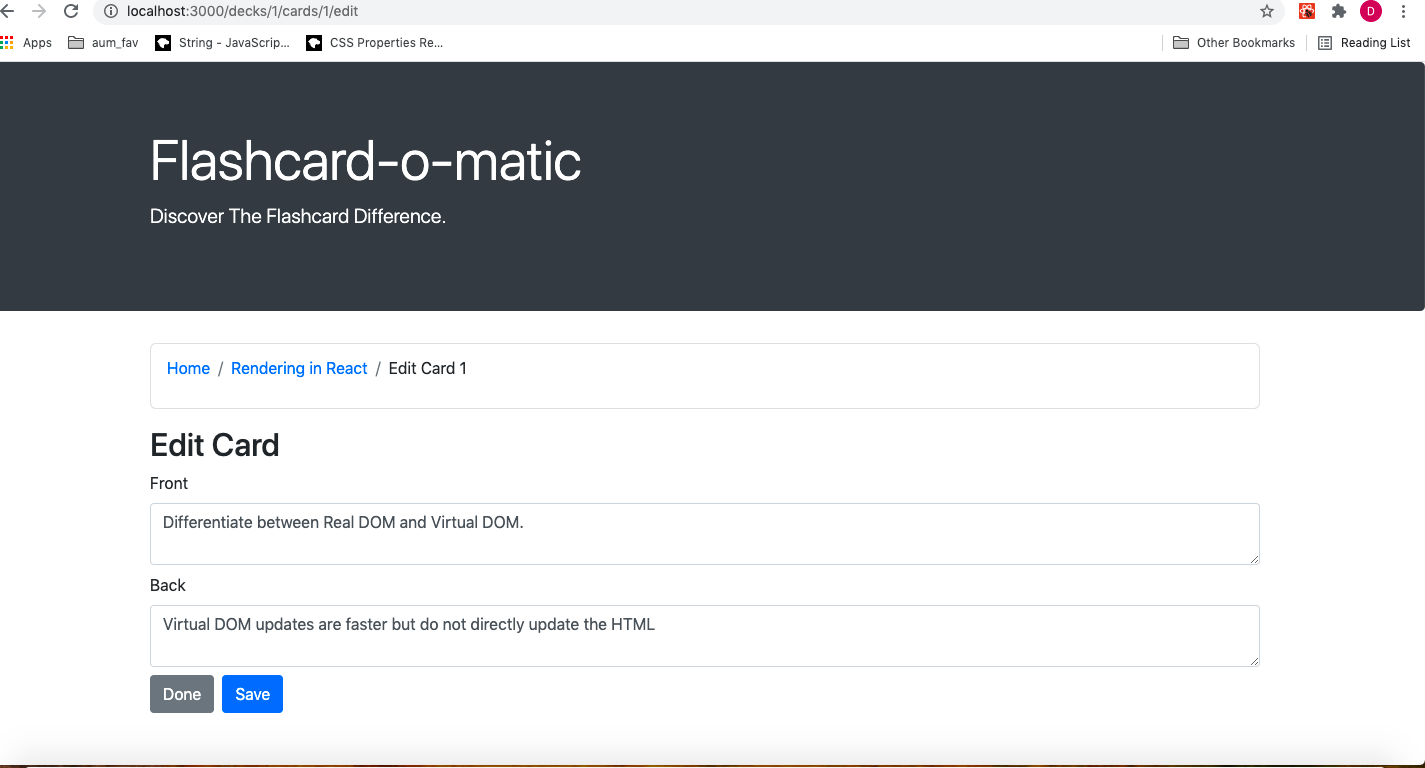 localhost:3000/decks/1/cards/1/edit
D
Apps aum_fav String - JavaScrip... CSS Properties Re... Other Bookmarks Reading List
Flashcard-o-matic
Discover The Flashcard Difference.
Home / Rendering in React / Edit Card 1
Edit Card
Front
Differentiate between Real DOM and Virtual DOM.
Back
Virtual DOM updates are faster but do not directly update the HTML
Done Save